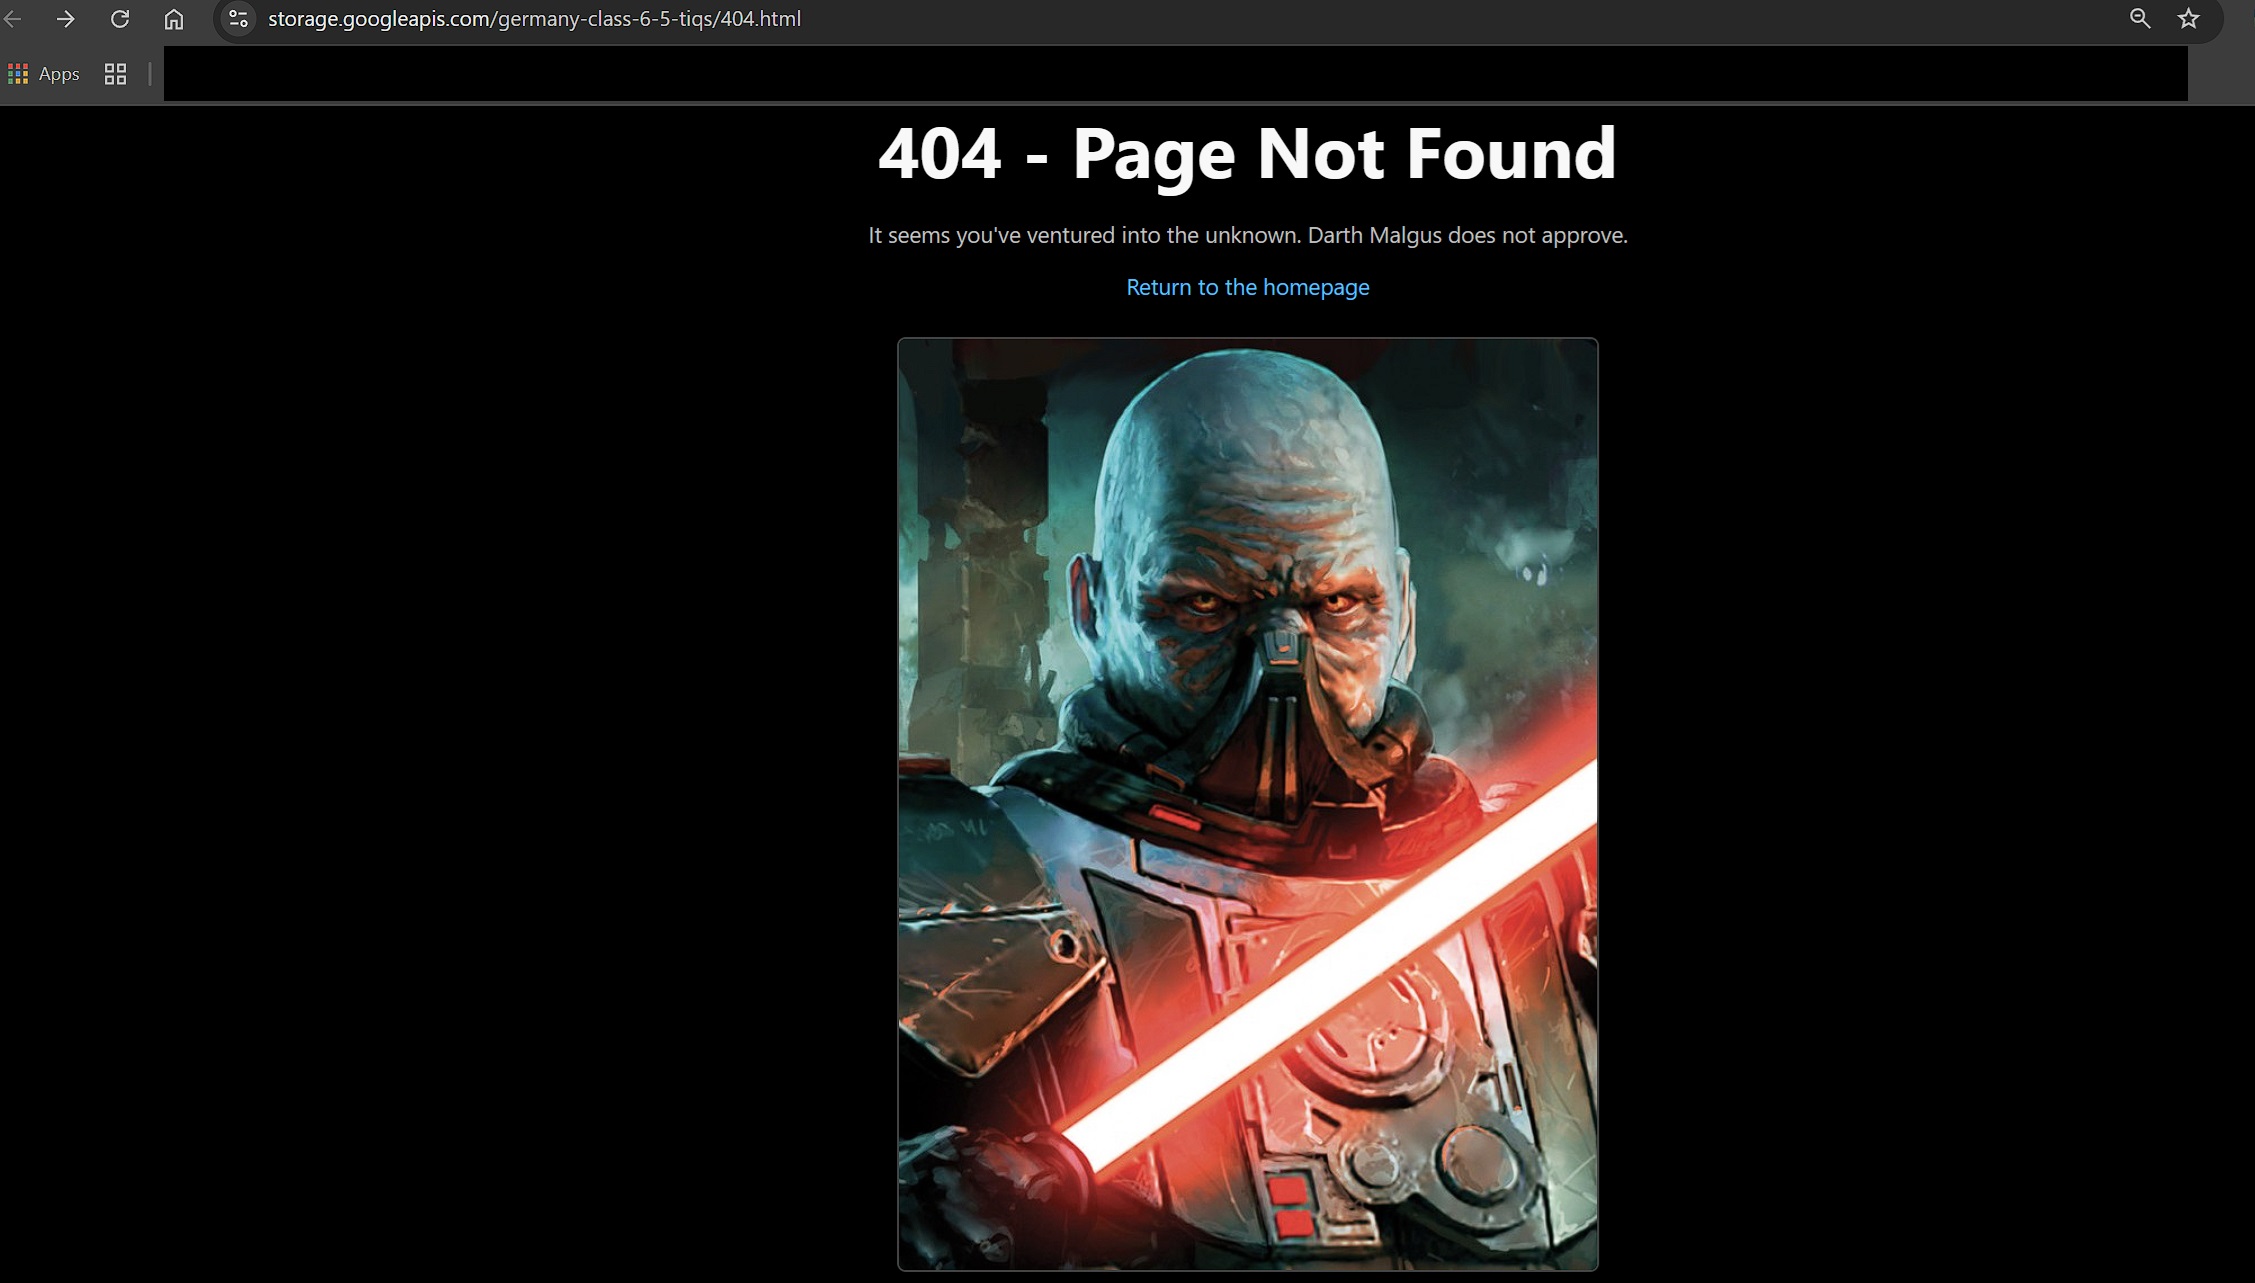 storage.googleapis.com/germany-class-6-5-tiqs/404.html
Apps
404 - Page Not Found
It seems you've ventured into the unknown. Darth Malgus does not approve.
Return to the homepage